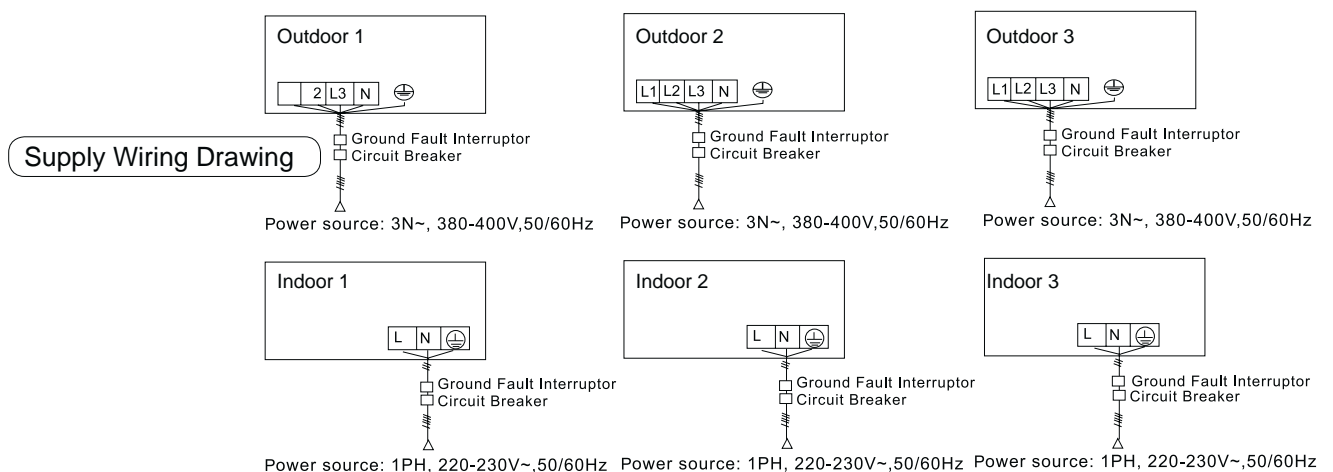 Outdoor 1
2 L3 N
Ground Fault Interruptor
Circuit Breaker
Power source: 3N~, 380-400V,50/60Hz
Outdoor 2
L1 L2 L3 N
Ground Fault Interruptor
Circuit Breaker
Power source: 3N~, 380-400V,50/60Hz
Outdoor 3
L1 L2 L3 N
Ground Fault Interruptor
Circuit Breaker
Power source: 3N~, 380-400V,50/60Hz
Supply Wiring Drawing
Indoor 1
L N
Ground Fault Interruptor
Circuit Breaker
Power source: 1PH, 220-230V~,50/60Hz
Indoor 2
L N
Ground Fault Interruptor
Circuit Breaker
Power source: 1PH, 220-230V~,50/60Hz
Indoor 3
L N
Ground Fault Interruptor
Circuit Breaker
Power source: 1PH, 220-230V~,50/60Hz